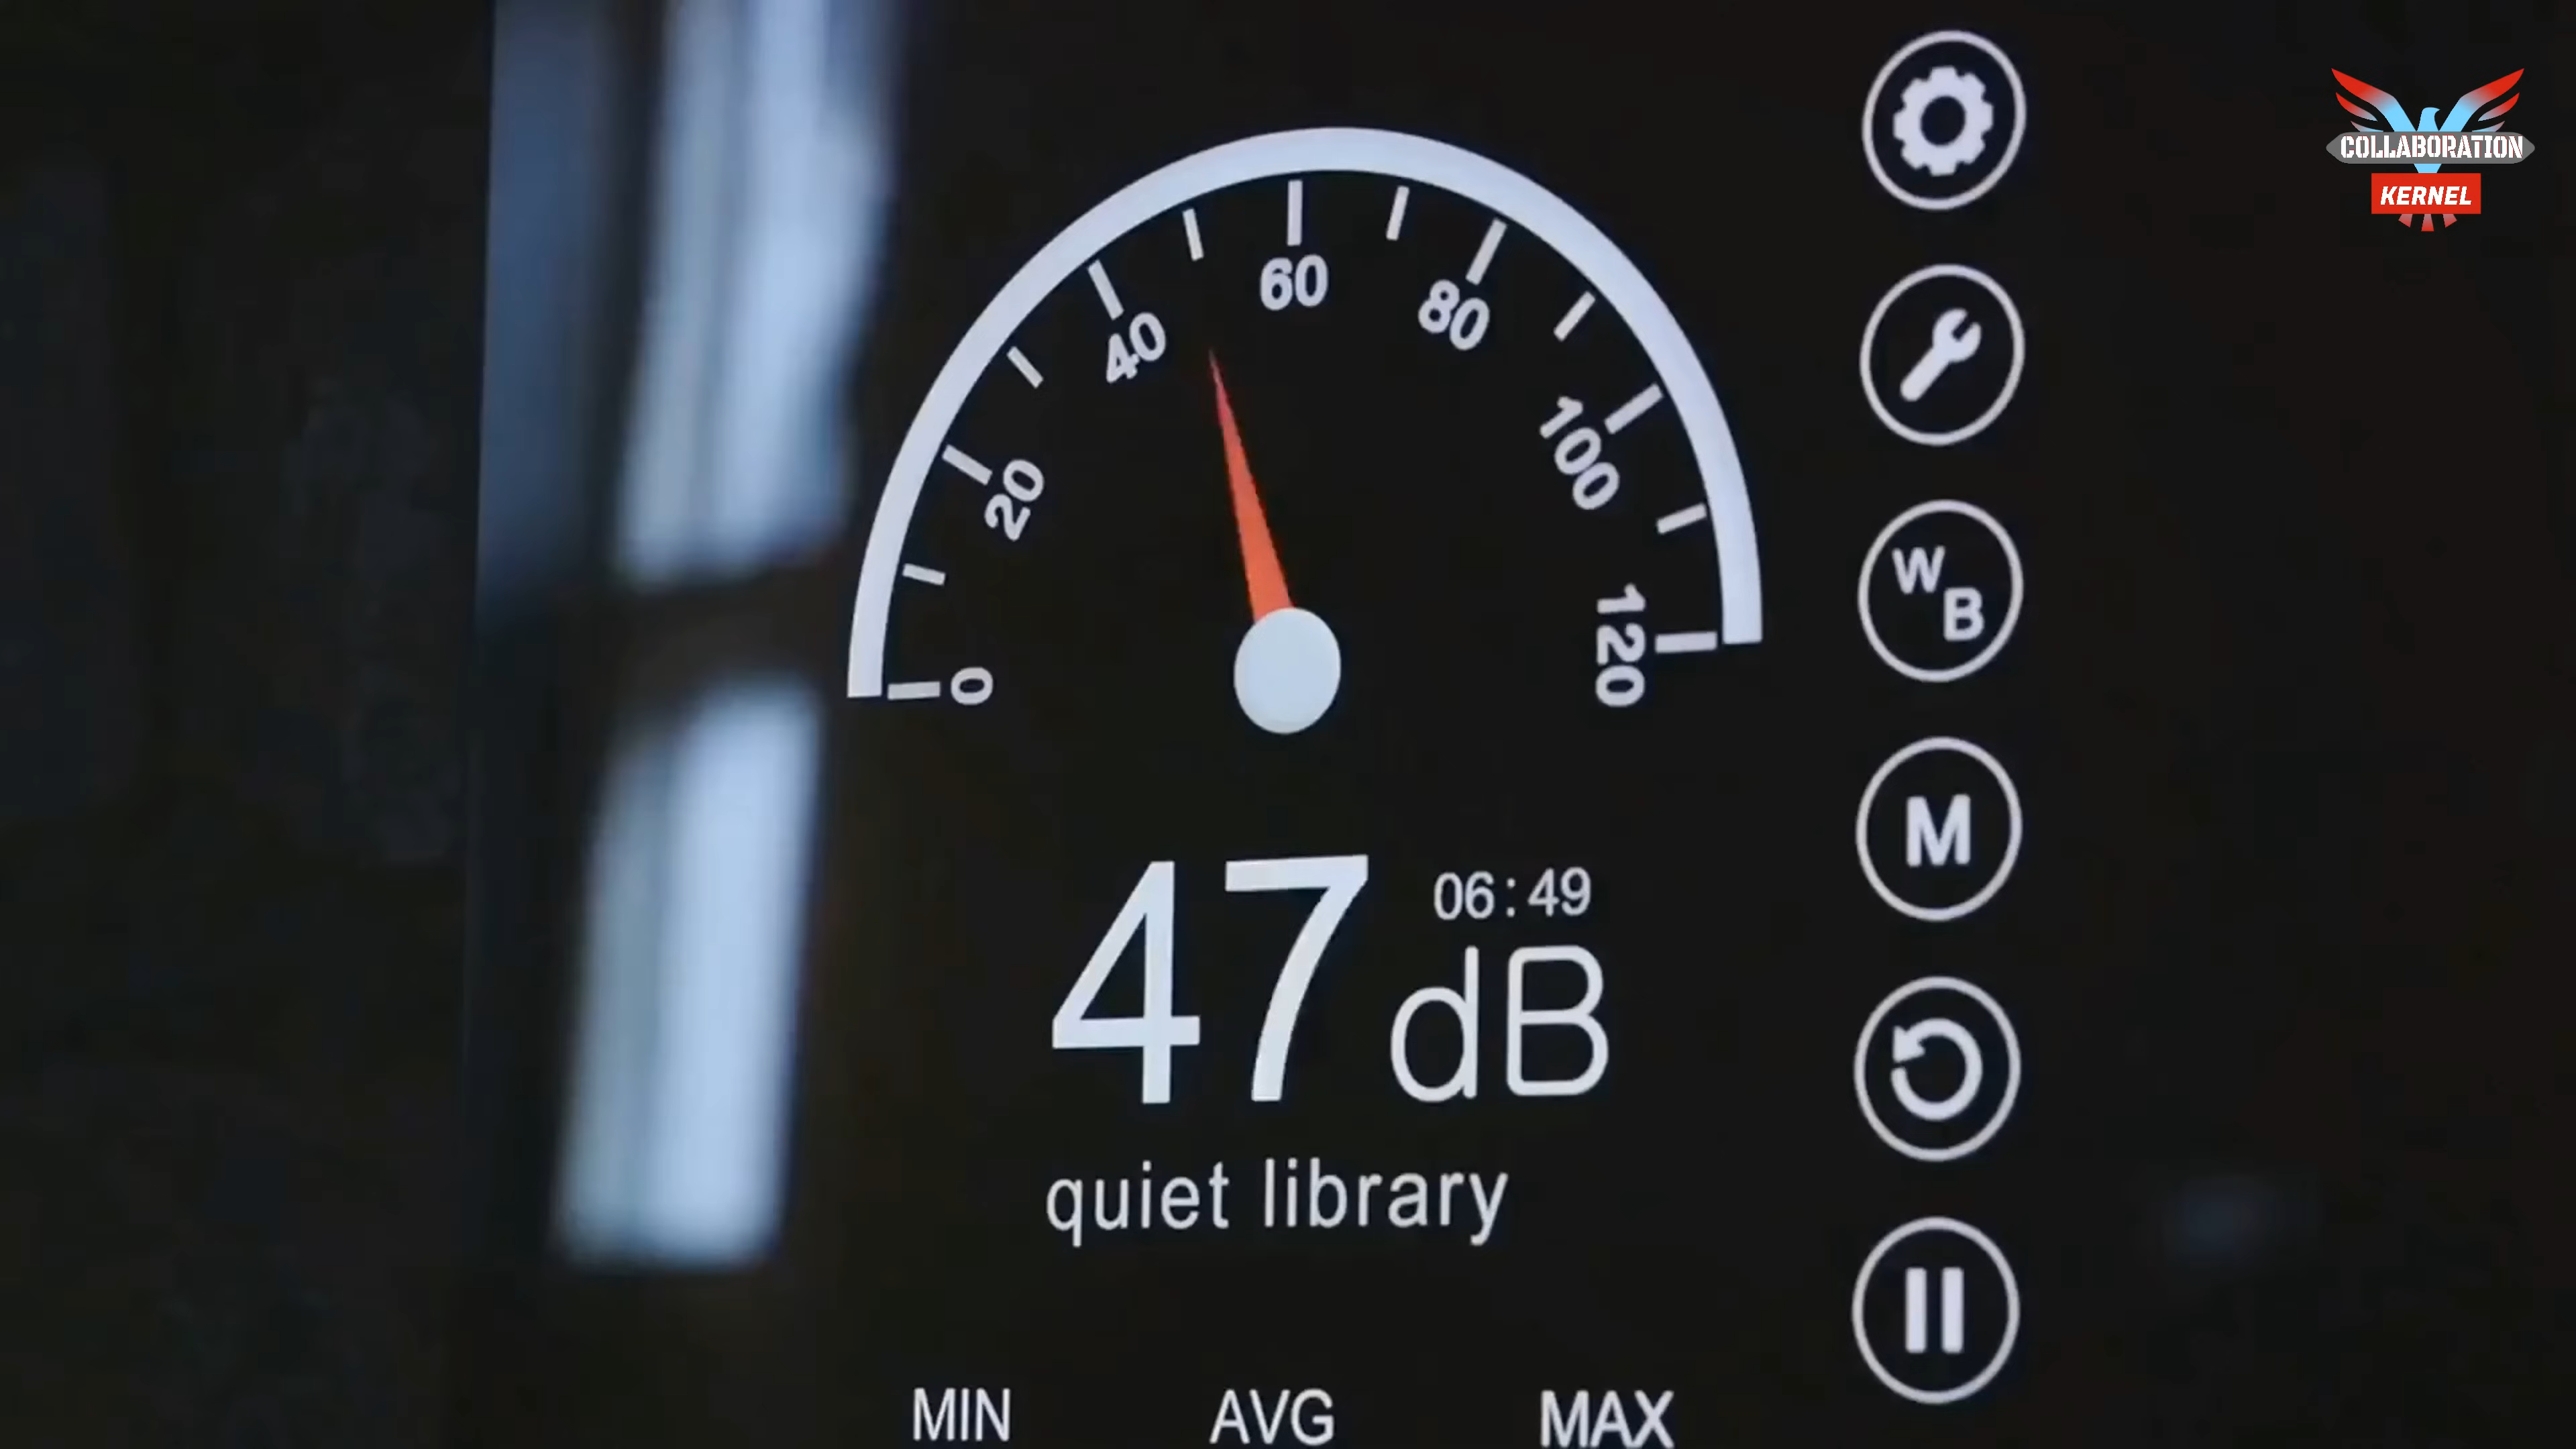 COLLABORATION
KERNEL
0
20
40
60
80
100
120
W
B
M
06:49
47 dB
quiet library
MIN AVG MAX